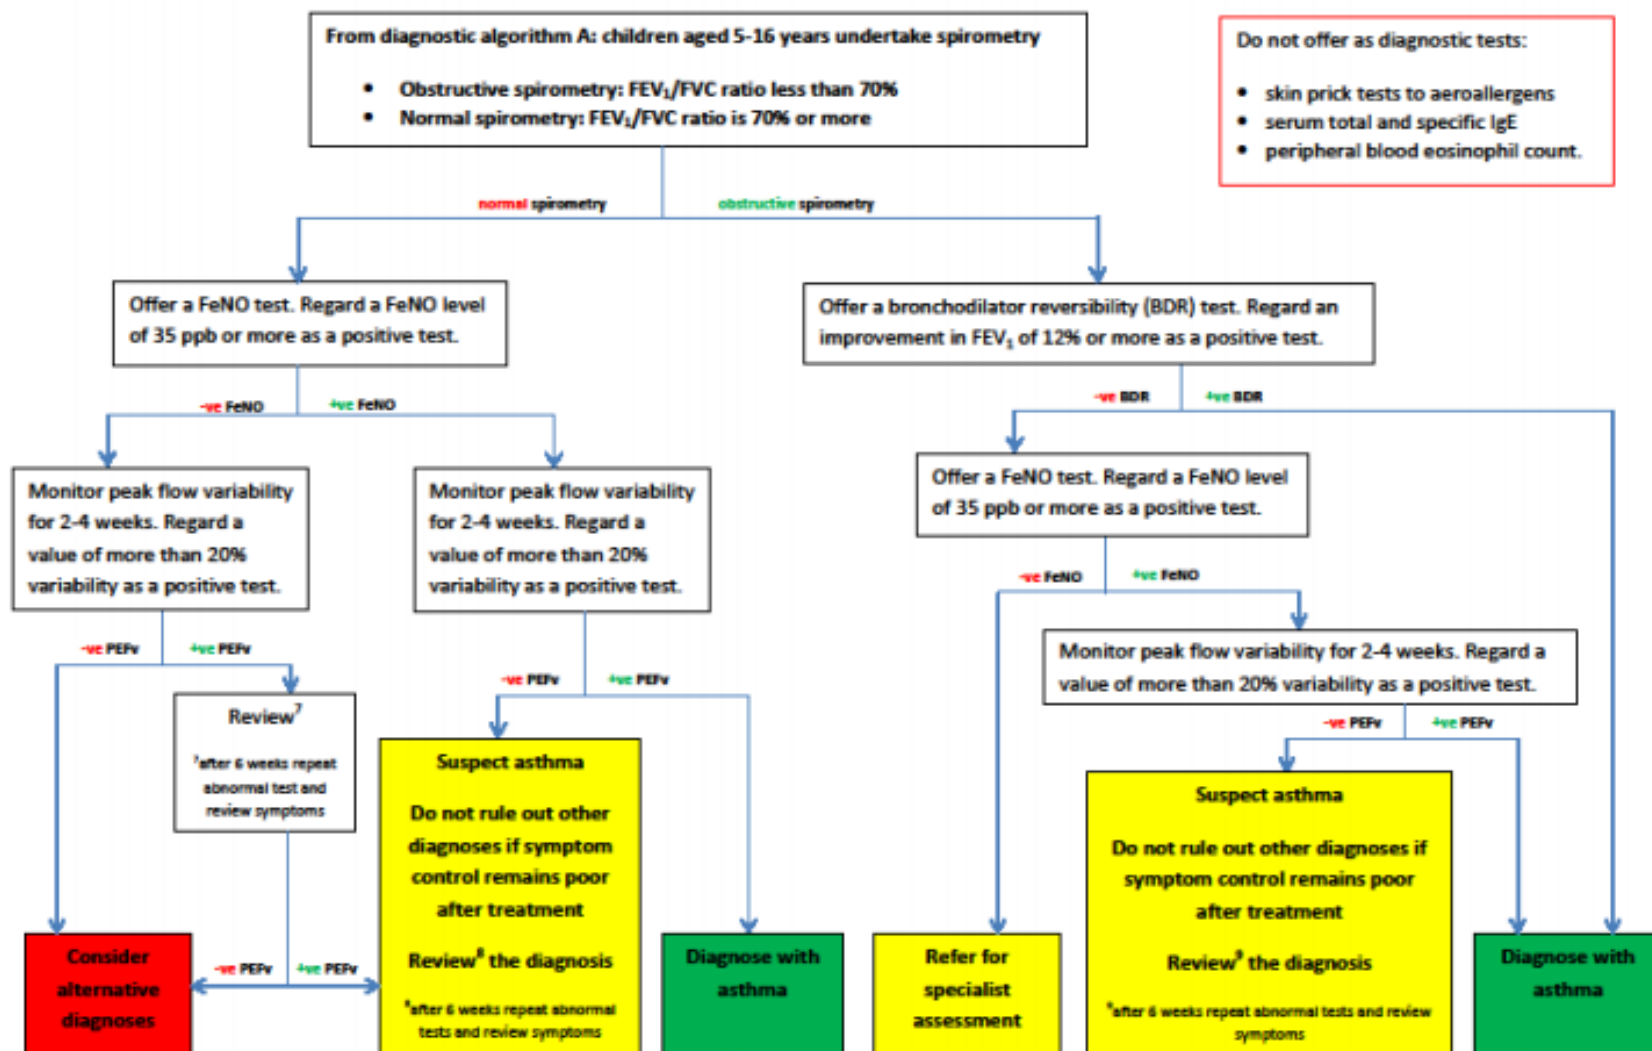 From diagnostic algorithm A: children aged 5-16 years undertake spirometry
• Obstructive spirometry: FEV₁/FVC ratio less than 70%
• Normal spirometry: FEV₁/FVC ratio is 70% or more
Do not offer as diagnostic tests:
• skin prick tests to aeroallergens
• serum total and specific IgE
• peripheral blood eosinophil count.
normal spirometry
obstructive spirometry
Offer a FeNO test. Regard a FeNO level
of 35 ppb or more as a positive test.
Offer a bronchodilator reversibility (BDR) test. Regard an
improvement in FEV₁ of 12% or more as a positive test.
-ve FeNO
+ve FeNO
-ve BDR
+ve BDR
Monitor peak flow variability
for 2-4 weeks. Regard a
value of more than 20%
variability as a positive test.
Monitor peak flow variability
for 2-4 weeks. Regard a
value of more than 20%
variability as a positive test.
Offer a FeNO test. Regard a FeNO level
of 35 ppb or more as a positive test.
-ve FeNO
+ve FeNO
-ve PEFv
+ve PEFv
-ve PEFv
+ve PEFv
Monitor peak flow variability for 2-4 weeks. Regard a
value of more than 20% variability as a positive test.
-ve PEFv
+ve PEFv
Review⁷
⁷after 6 weeks repeat
abnormal test and
review symptoms
Suspect asthma
Do not rule out other
diagnoses if symptom
control remains poor
after treatment
Review⁸ the diagnosis
⁸after 6 weeks repeat abnormal
tests and review symptoms
Suspect asthma
Do not rule out other diagnoses if
symptom control remains poor
after treatment
Review⁹ the diagnosis
⁹after 6 weeks repeat abnormal tests and review
symptoms
Consider
alternative
diagnoses
-ve PEFv
+ve PEFv
Diagnose with
asthma
Refer for
specialist
assessment
Diagnose with
asthma